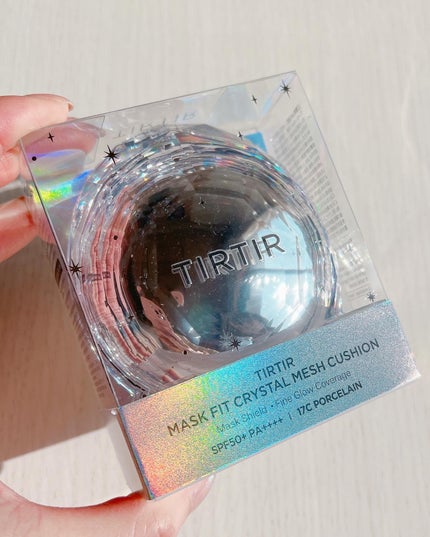 TIRTIR
TIRTIR
MASK FIT CRYSTAL MESH CUSHION
Mask Shield • Fine Glow Coverage
SPF50+ PA++++ | 17C PORCELAIN